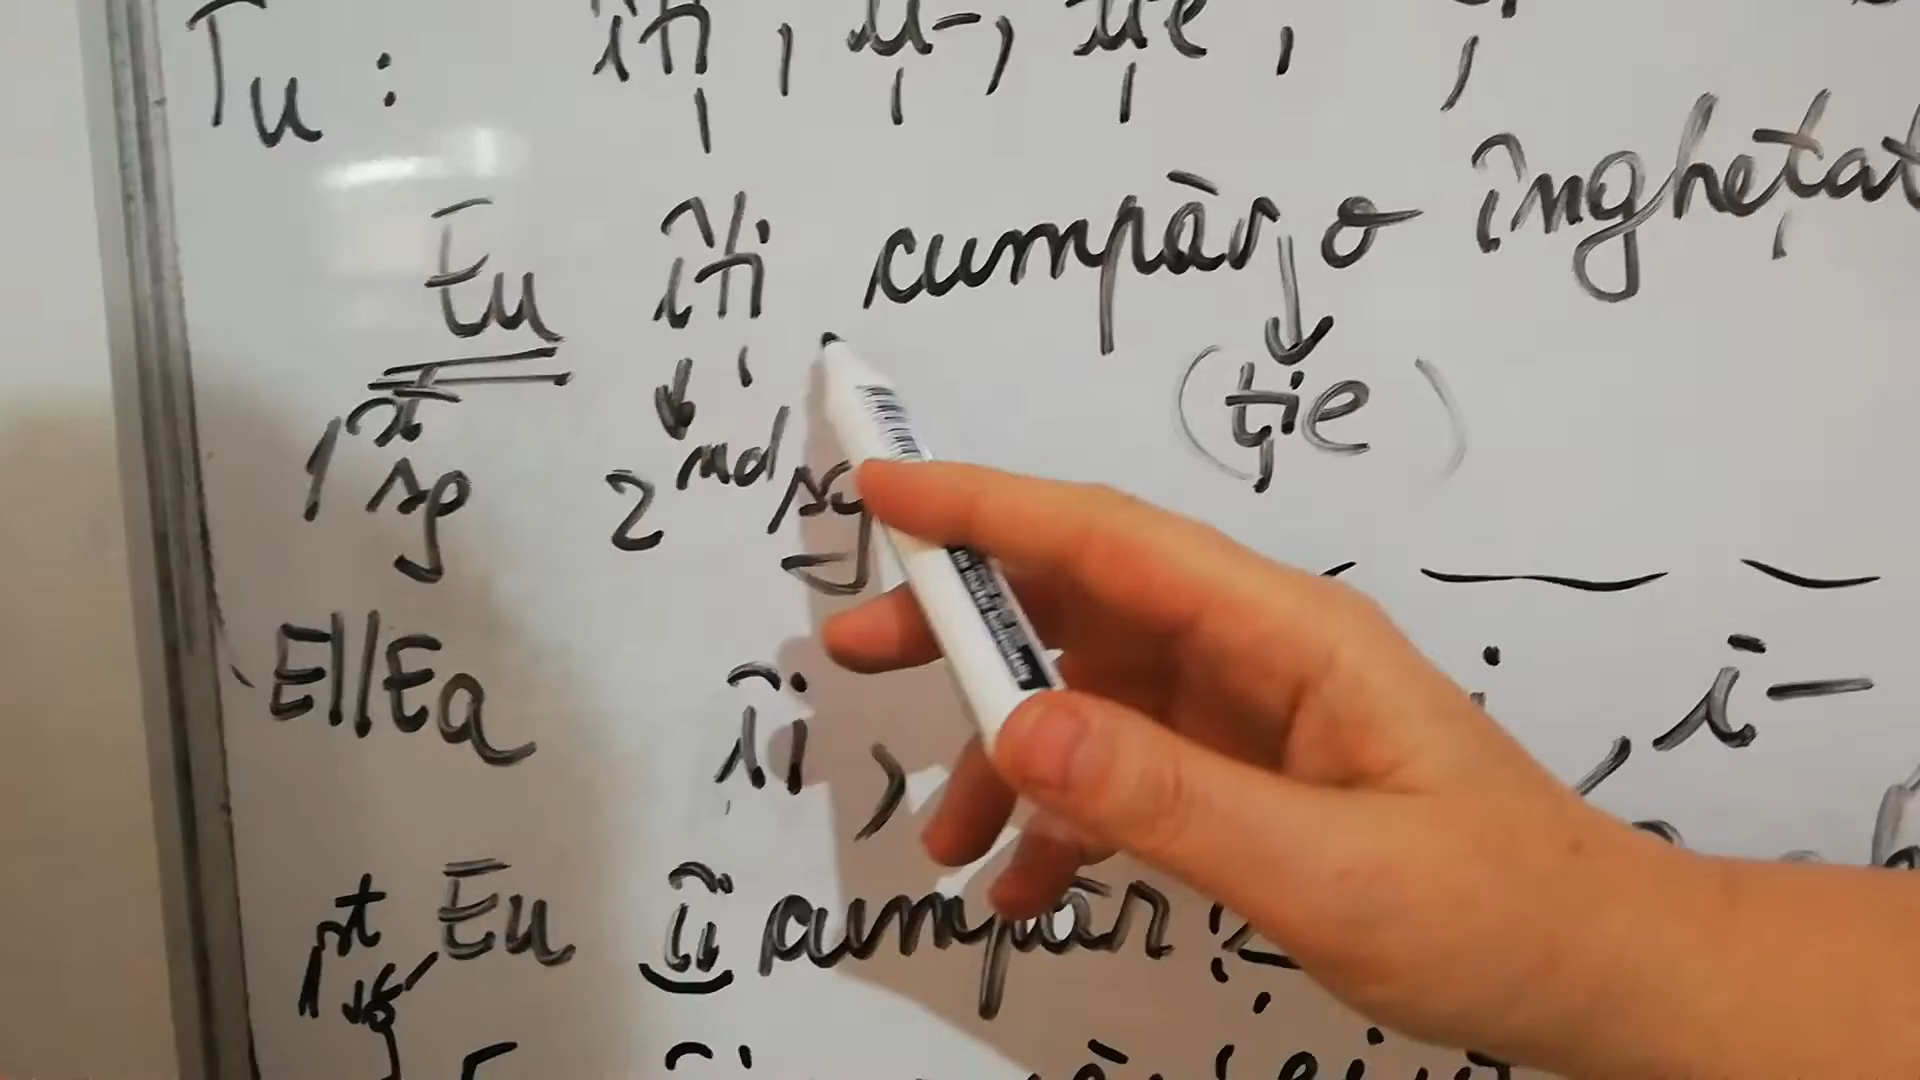 Tu : îți, ți-, ție,
Eu îți cumpăr o înghețat
(ție)
1st sg 2nd sg
El/Ea îi, i-
1st Eu îi cumpăr